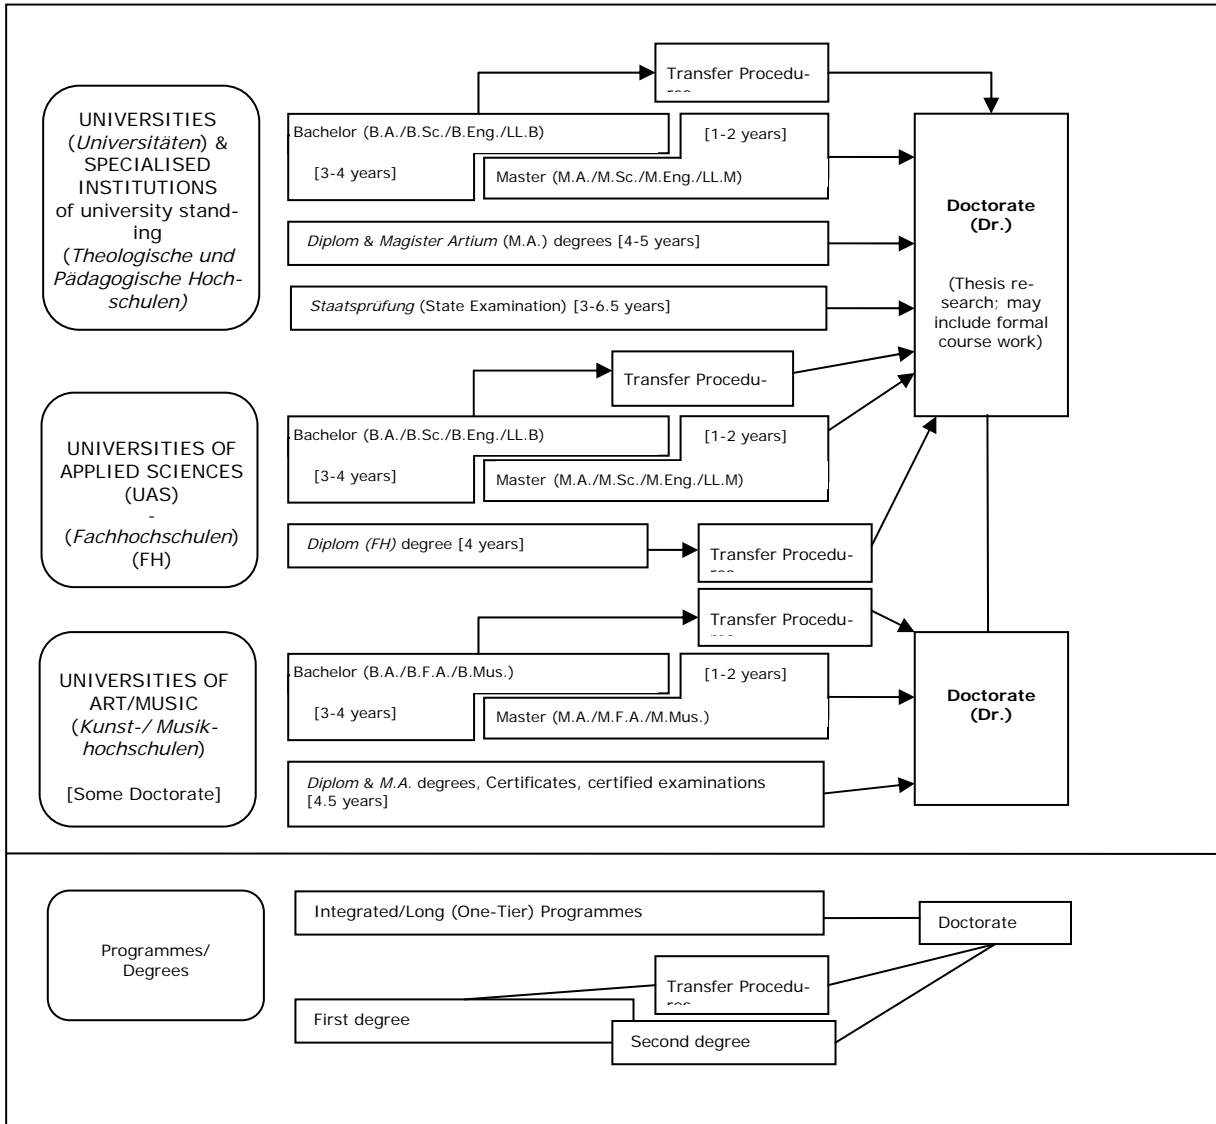 Transfer Procedu-
UNIVERSITIES
(Universitäten) &
SPECIALISED
INSTITUTIONS
of university stand-
ing
(Theologische und
Pädagogische Hoch-
schulen)
Bachelor (B.A./B.Sc./B.Eng./LL.B)
[3-4 years]
[1-2 years]
Master (M.A./M.Sc./M.Eng./LL.M)
Diplom & Magister Artium (M.A.) degrees [4-5 years]
Staatsprüfung (State Examination) [3-6.5 years]
Doctorate
(Dr.)
(Thesis re-
search; may
include formal
course work)
Transfer Procedu-
UNIVERSITIES OF
APPLIED SCIENCES
(UAS)
-
(Fachhochschulen)
(FH)
Bachelor (B.A./B.Sc./B.Eng./LL.B)
[3-4 years]
[1-2 years]
Master (M.A./M.Sc./M.Eng./LL.M)
Diplom (FH) degree [4 years]
Transfer Procedu-
Transfer Procedu-
UNIVERSITIES OF
ART/MUSIC
(Kunst-/ Musik-
hochschulen)
[Some Doctorate]
Bachelor (B.A./B.F.A./B.Mus.)
[3-4 years]
[1-2 years]
Master (M.A./M.F.A./M.Mus.)
Diplom & M.A. degrees, Certificates, certified examinations
[4.5 years]
Doctorate
(Dr.)
Programmes/
Degrees
Integrated/Long (One-Tier) Programmes
Doctorate
Transfer Procedu-
First degree
Second degree